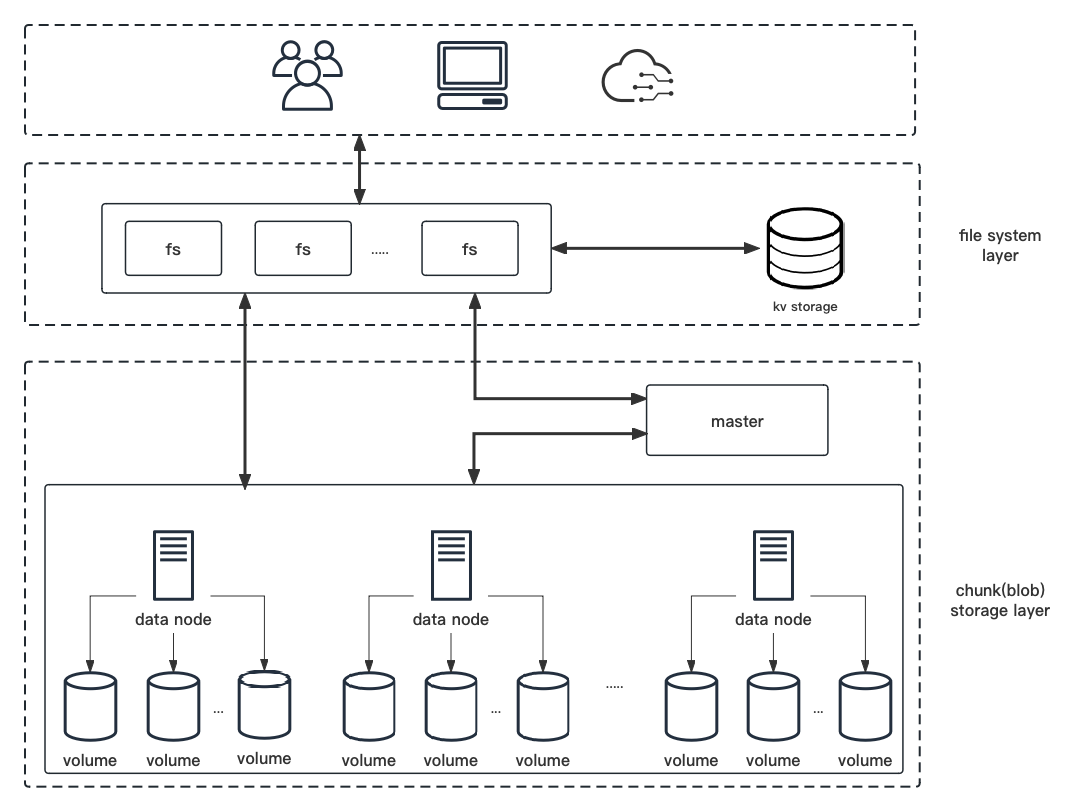 fs
fs
.....
fs
file system
layer
kv storage
master
chunk(blob)
storage layer
data node
data node
data node
...
...
.....
...
volume
volume
volume
volume
volume
volume
volume
volume
volume